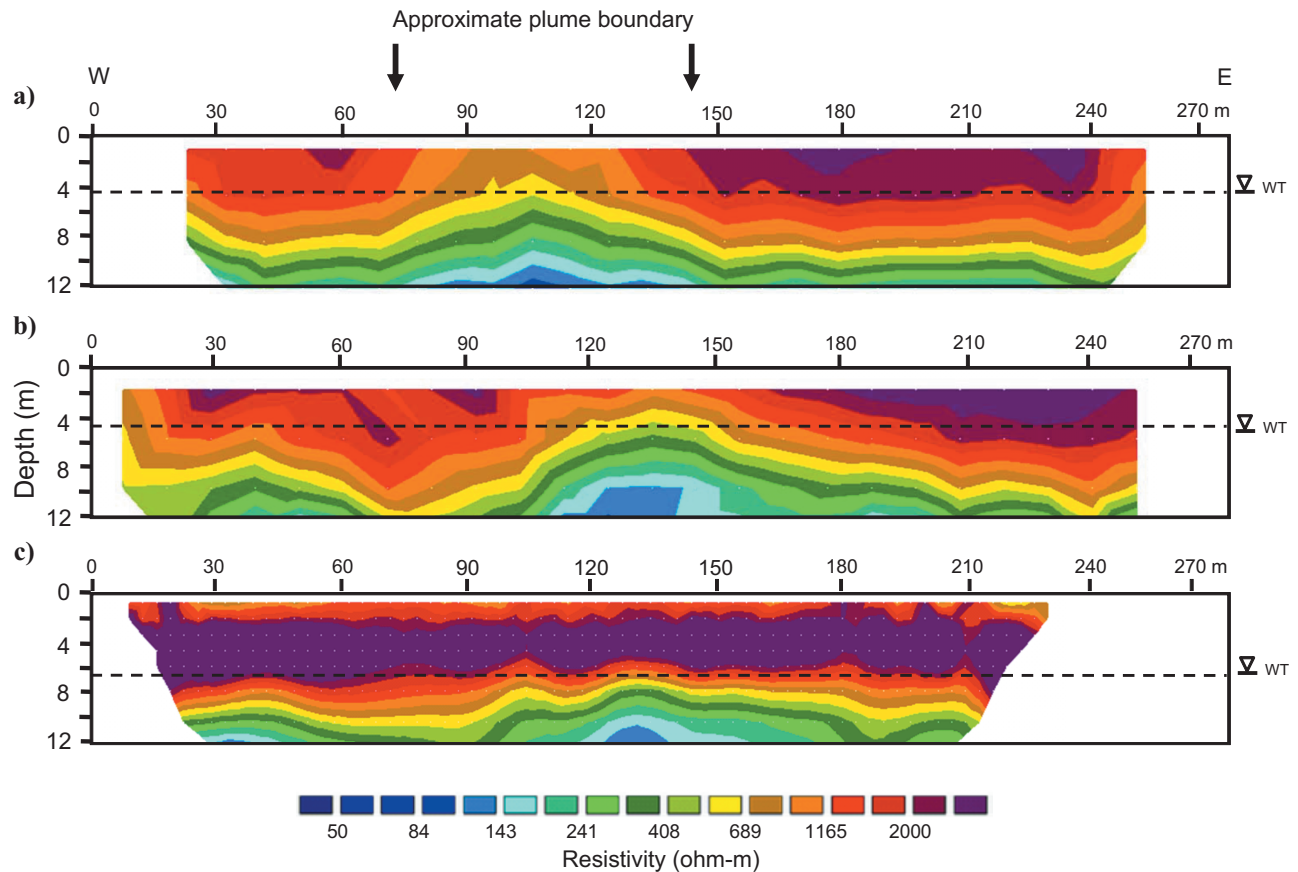 Approximate plume boundary
W E
a)
0 30 60 90 120 150 180 210 240 270 m
0
4
8
12
WT
b)
0 30 60 90 120 150 180 210 240 270 m
0
4
8
12
WT
Depth (m)
c)
0 30 60 90 120 150 180 210 270 m
0
4
8
12
WT
50 84 143 241 408 689 1165 2000
Resistivity (ohm-m)